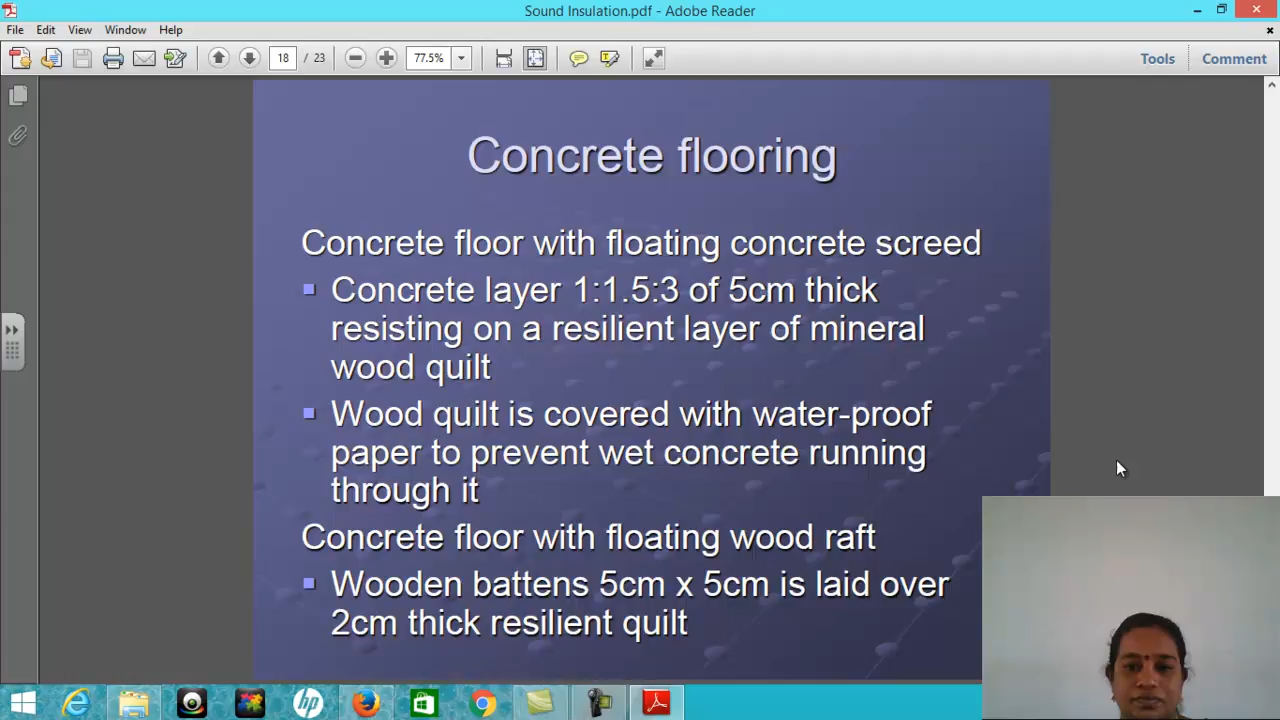 Sound Insulation.pdf - Adobe Reader
File Edit View Window Help
18 / 23 77.5% Tools Comment
Concrete flooring
Concrete floor with floating concrete screed
Concrete layer 1:1.5:3 of 5cm thick
resisting on a resilient layer of mineral
wood quilt
Wood quilt is covered with water-proof
paper to prevent wet concrete running
through it
Concrete floor with floating wood raft
Wooden battens 5cm x 5cm is laid over
2cm thick resilient quilt
hp